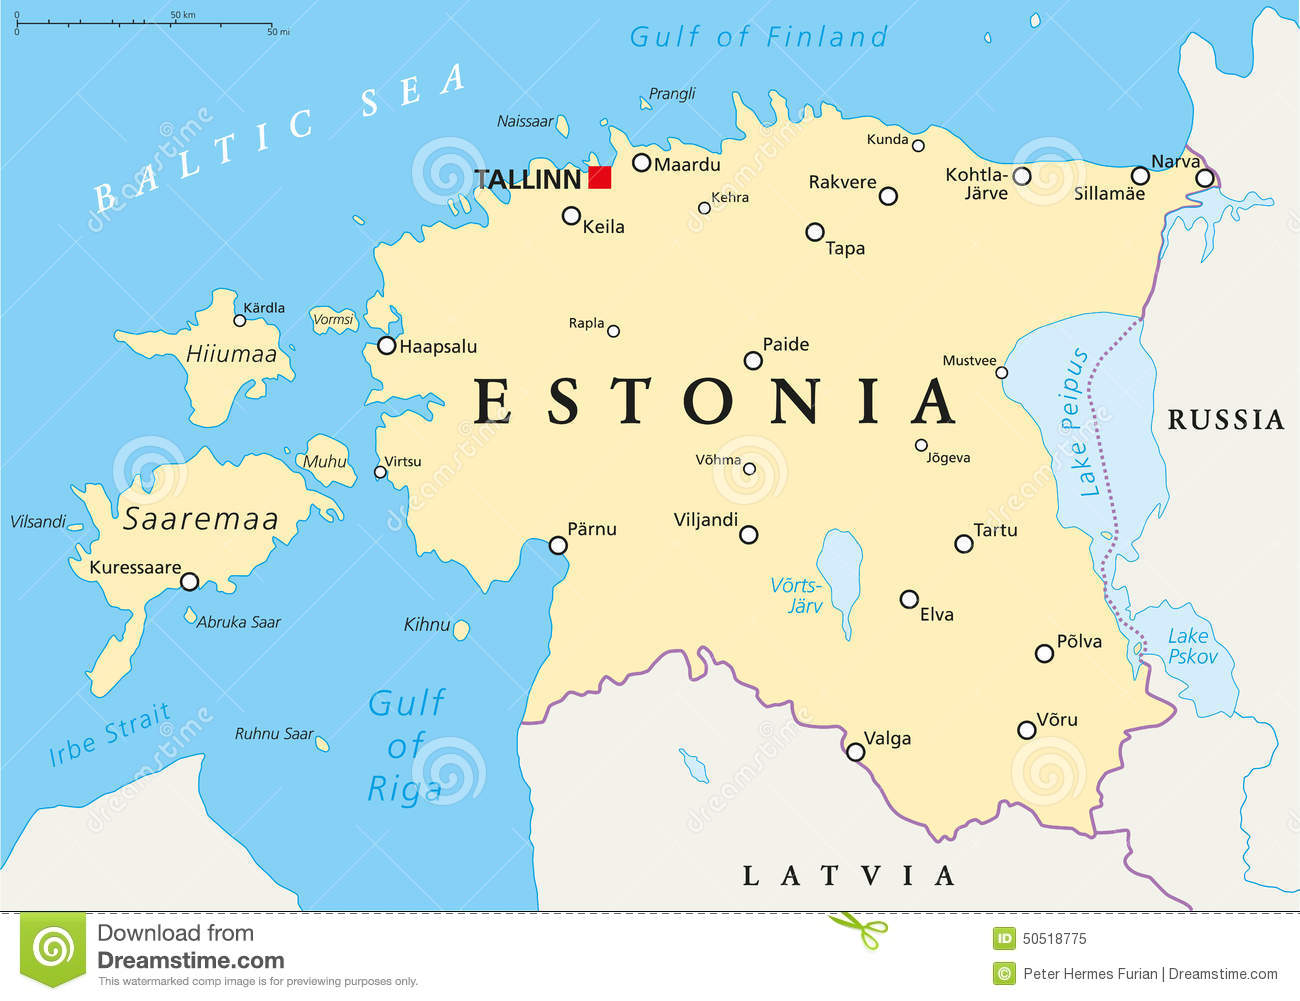 0 50 km
0 50 mi
Gulf of Finland
BALTIC SEA
Prangli
Naissaar
TALLINN
Maardu
Kunda
Narva
Kohtla-
Järve
Sillamäe
Rakvere
Kehra
Keila
Tapa
Kärdla
Vormsi
Hiiumaa
Haapsalu
Rapla
Paide
Mustvee
Lake Peipus
ESTONIA
RUSSIA
Muhu
Virtsu
Võhma
Jõgeva
Vilsandi
Saaremaa
Pärnu
Viljandi
Tartu
Kuressaare
Võrts-
Järv
Elva
Abruka Saar
Kihnu
Põlva
Lake
Pskov
Gulf
of
Riga
Irbe Strait
Ruhnu Saar
Valga
Võru
LATVIA
dreamstime
Download from
Dreamstime.com
This watermarked comp image is for previewing purposes only.
ID 50518775
© Peter Hermes Furian | Dreamstime.com